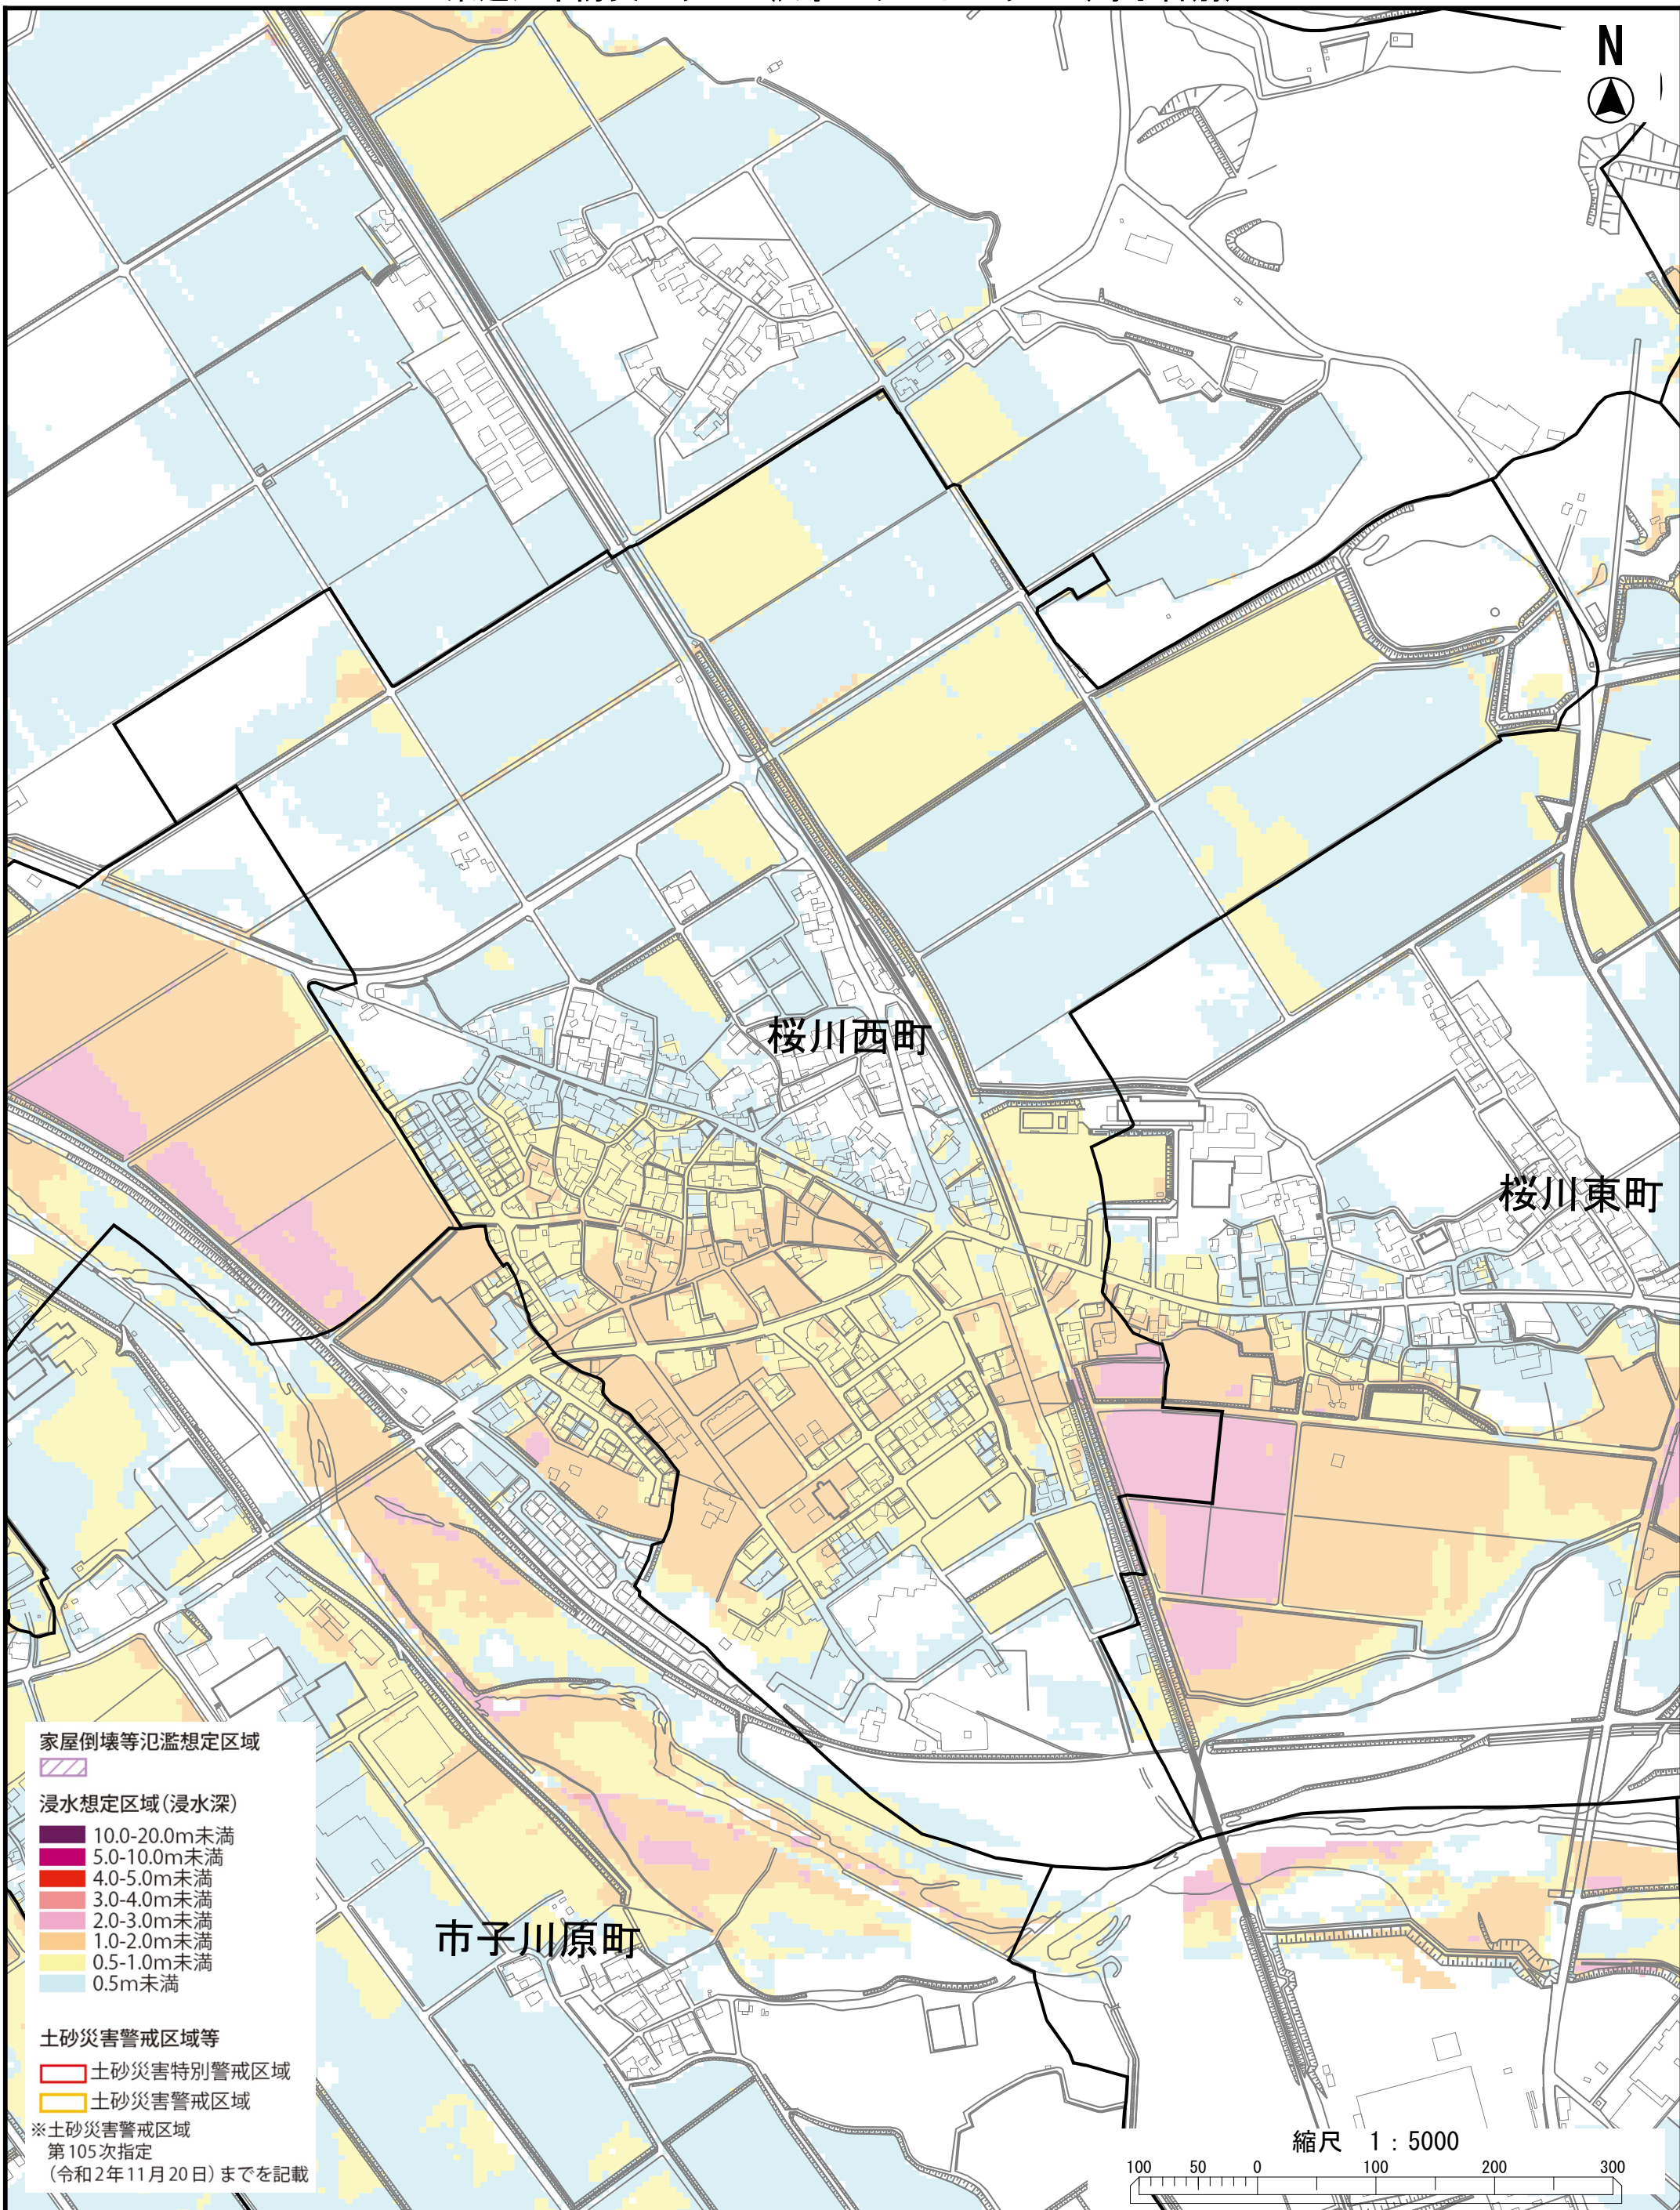 N
桜川西町
桜川東町
市子川原町
家屋倒壊等氾濫想定区域
浸水想定区域（浸水深）
10.0-20.0m未満
5.0-10.0m未満
4.0-5.0m未満
3.0-4.0m未満
2.0-3.0m未満
1.0-2.0m未満
0.5-1.0m未満
0.5m未満
土砂災害警戒区域等
土砂災害特別警戒区域
土砂災害警戒区域
※土砂災害警戒区域
第105次指定
（令和2年11月20日）までを記載
縮尺　1：5000
100 50 0 100 200 300